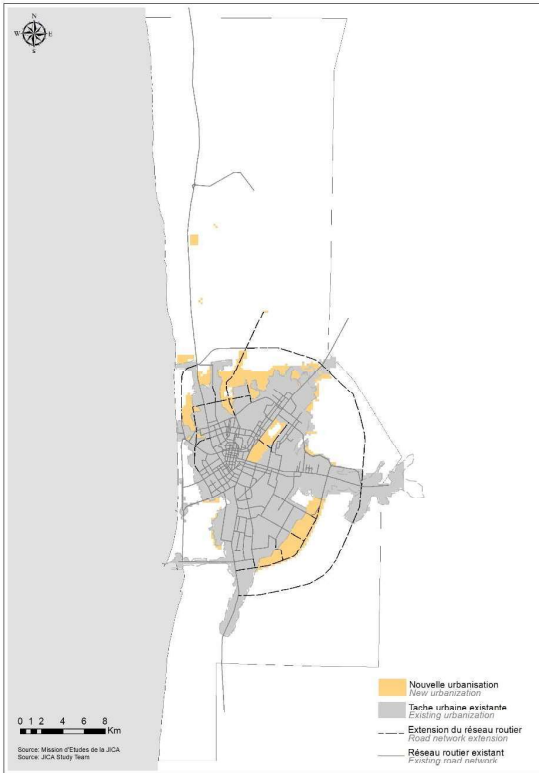 N
W E
S
Nouvelle urbanisation
New urbanization
Tache urbaine existante
Existing urbanization
Extension du réseau routier
Road network extension
Réseau routier existant
Existing road network
0 1 2 4 6 8
Km
Source: Mission d'Etudes de la JICA
Source: JICA Study Team